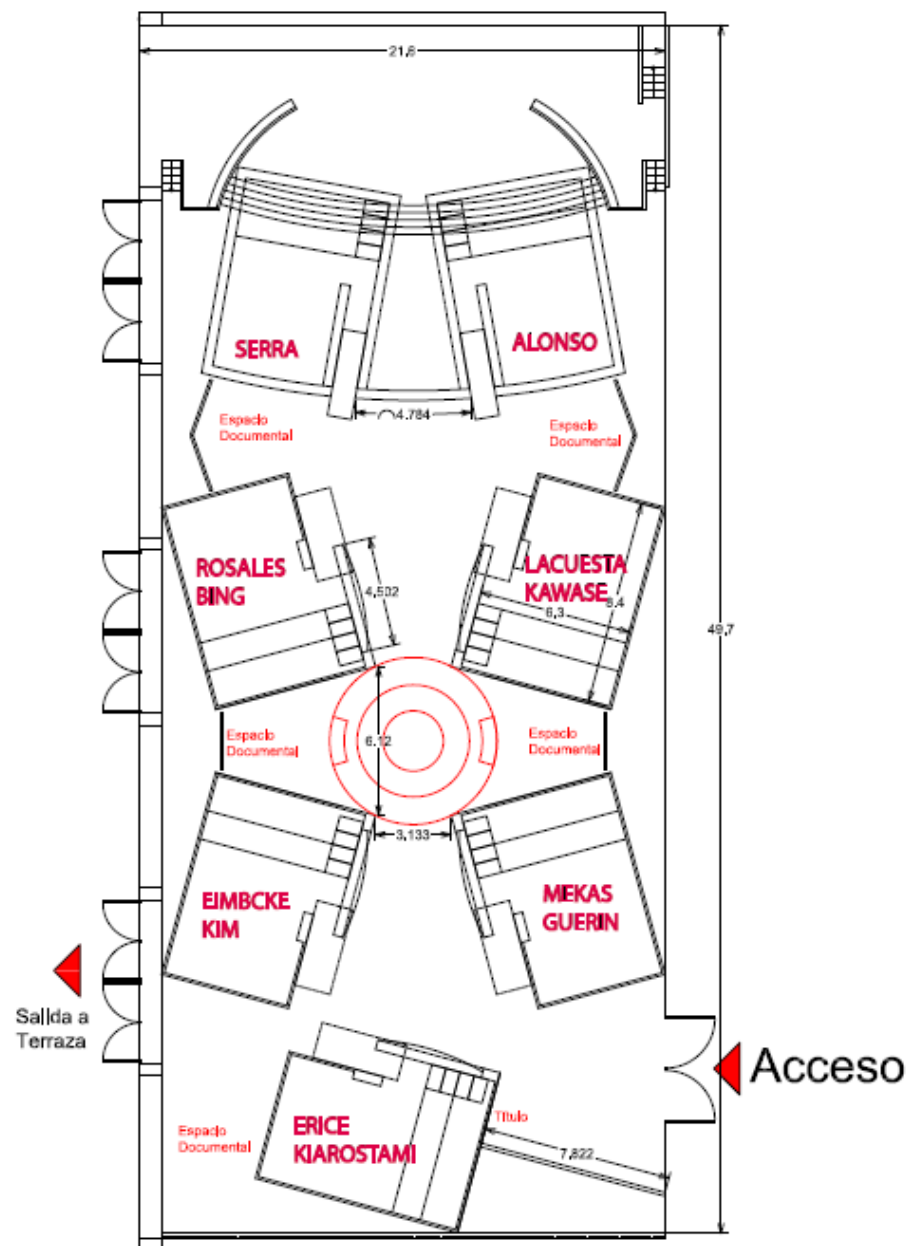 21,8
SERRA
ALONSO
Espacio
Documental
4.784
Espacio
Documental
ROSALES
BING
4,502
LACUESTA
KAWASE
6,3
8.4
49,7
Espacio
Documental
6.12
Espacio
Documental
3,133
EIMBCKE
KIM
MEKAS
GUERIN
Salida a
Terraza
Acceso
ERICE
KIAROSTAMI
Título
Espacio
Documental
7,822